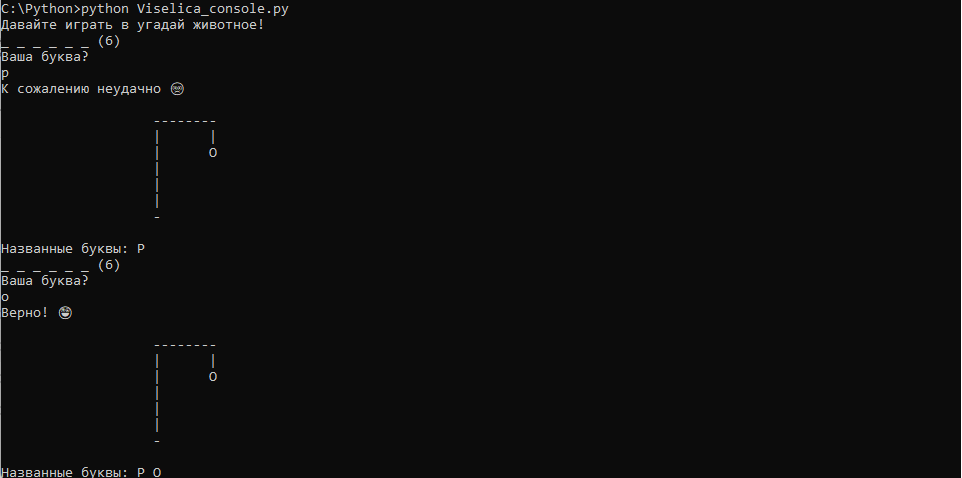 C:\Python>python Viselica_console.py
Давайте играть в угадай животное!
_ _ _ _ _ _ (6)
Ваша буква?
р
К сожалению неудачно 😔
--------
|      |
|      O
|
|
|
-
Названные буквы: Р
_ _ _ _ _ _ (6)
Ваша буква?
о
Верно! 😂
--------
|      |
|      O
|
|
|
-
Названные буквы: Р О